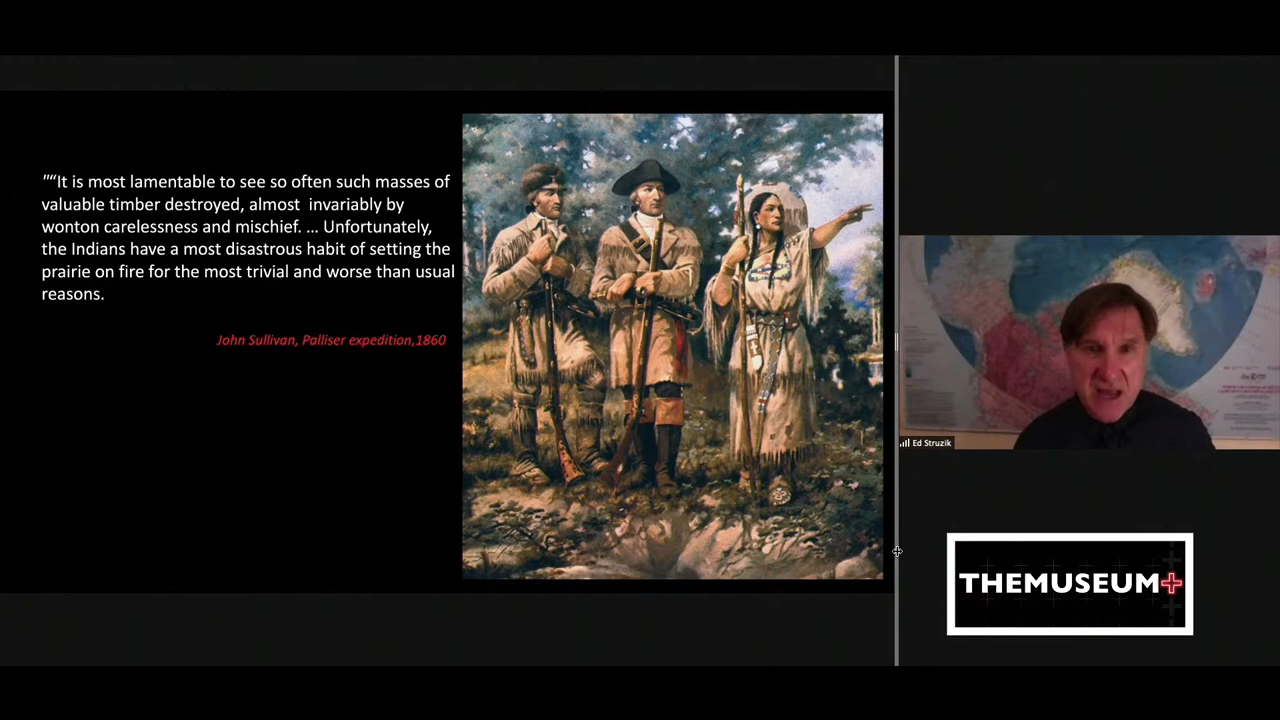 "“It is most lamentable to see so often such masses of
valuable timber destroyed, almost invariably by
wonton carelessness and mischief. ... Unfortunately,
the Indians have a most disastrous habit of setting the
prairie on fire for the most trivial and worse than usual
reasons.
John Sullivan, Palliser expedition,1860
Ed Struzik
THEMUSEUM+